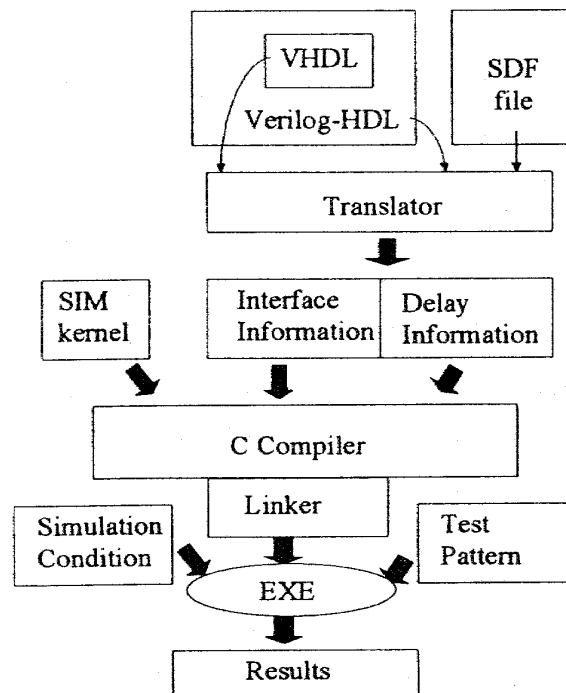 VHDL
Verilog-HDL
SDF
file
Translator
SIM
kernel
Interface
Information
Delay
Information
C Compiler
Linker
Simulation
Condition
Test
Pattern
EXE
Results